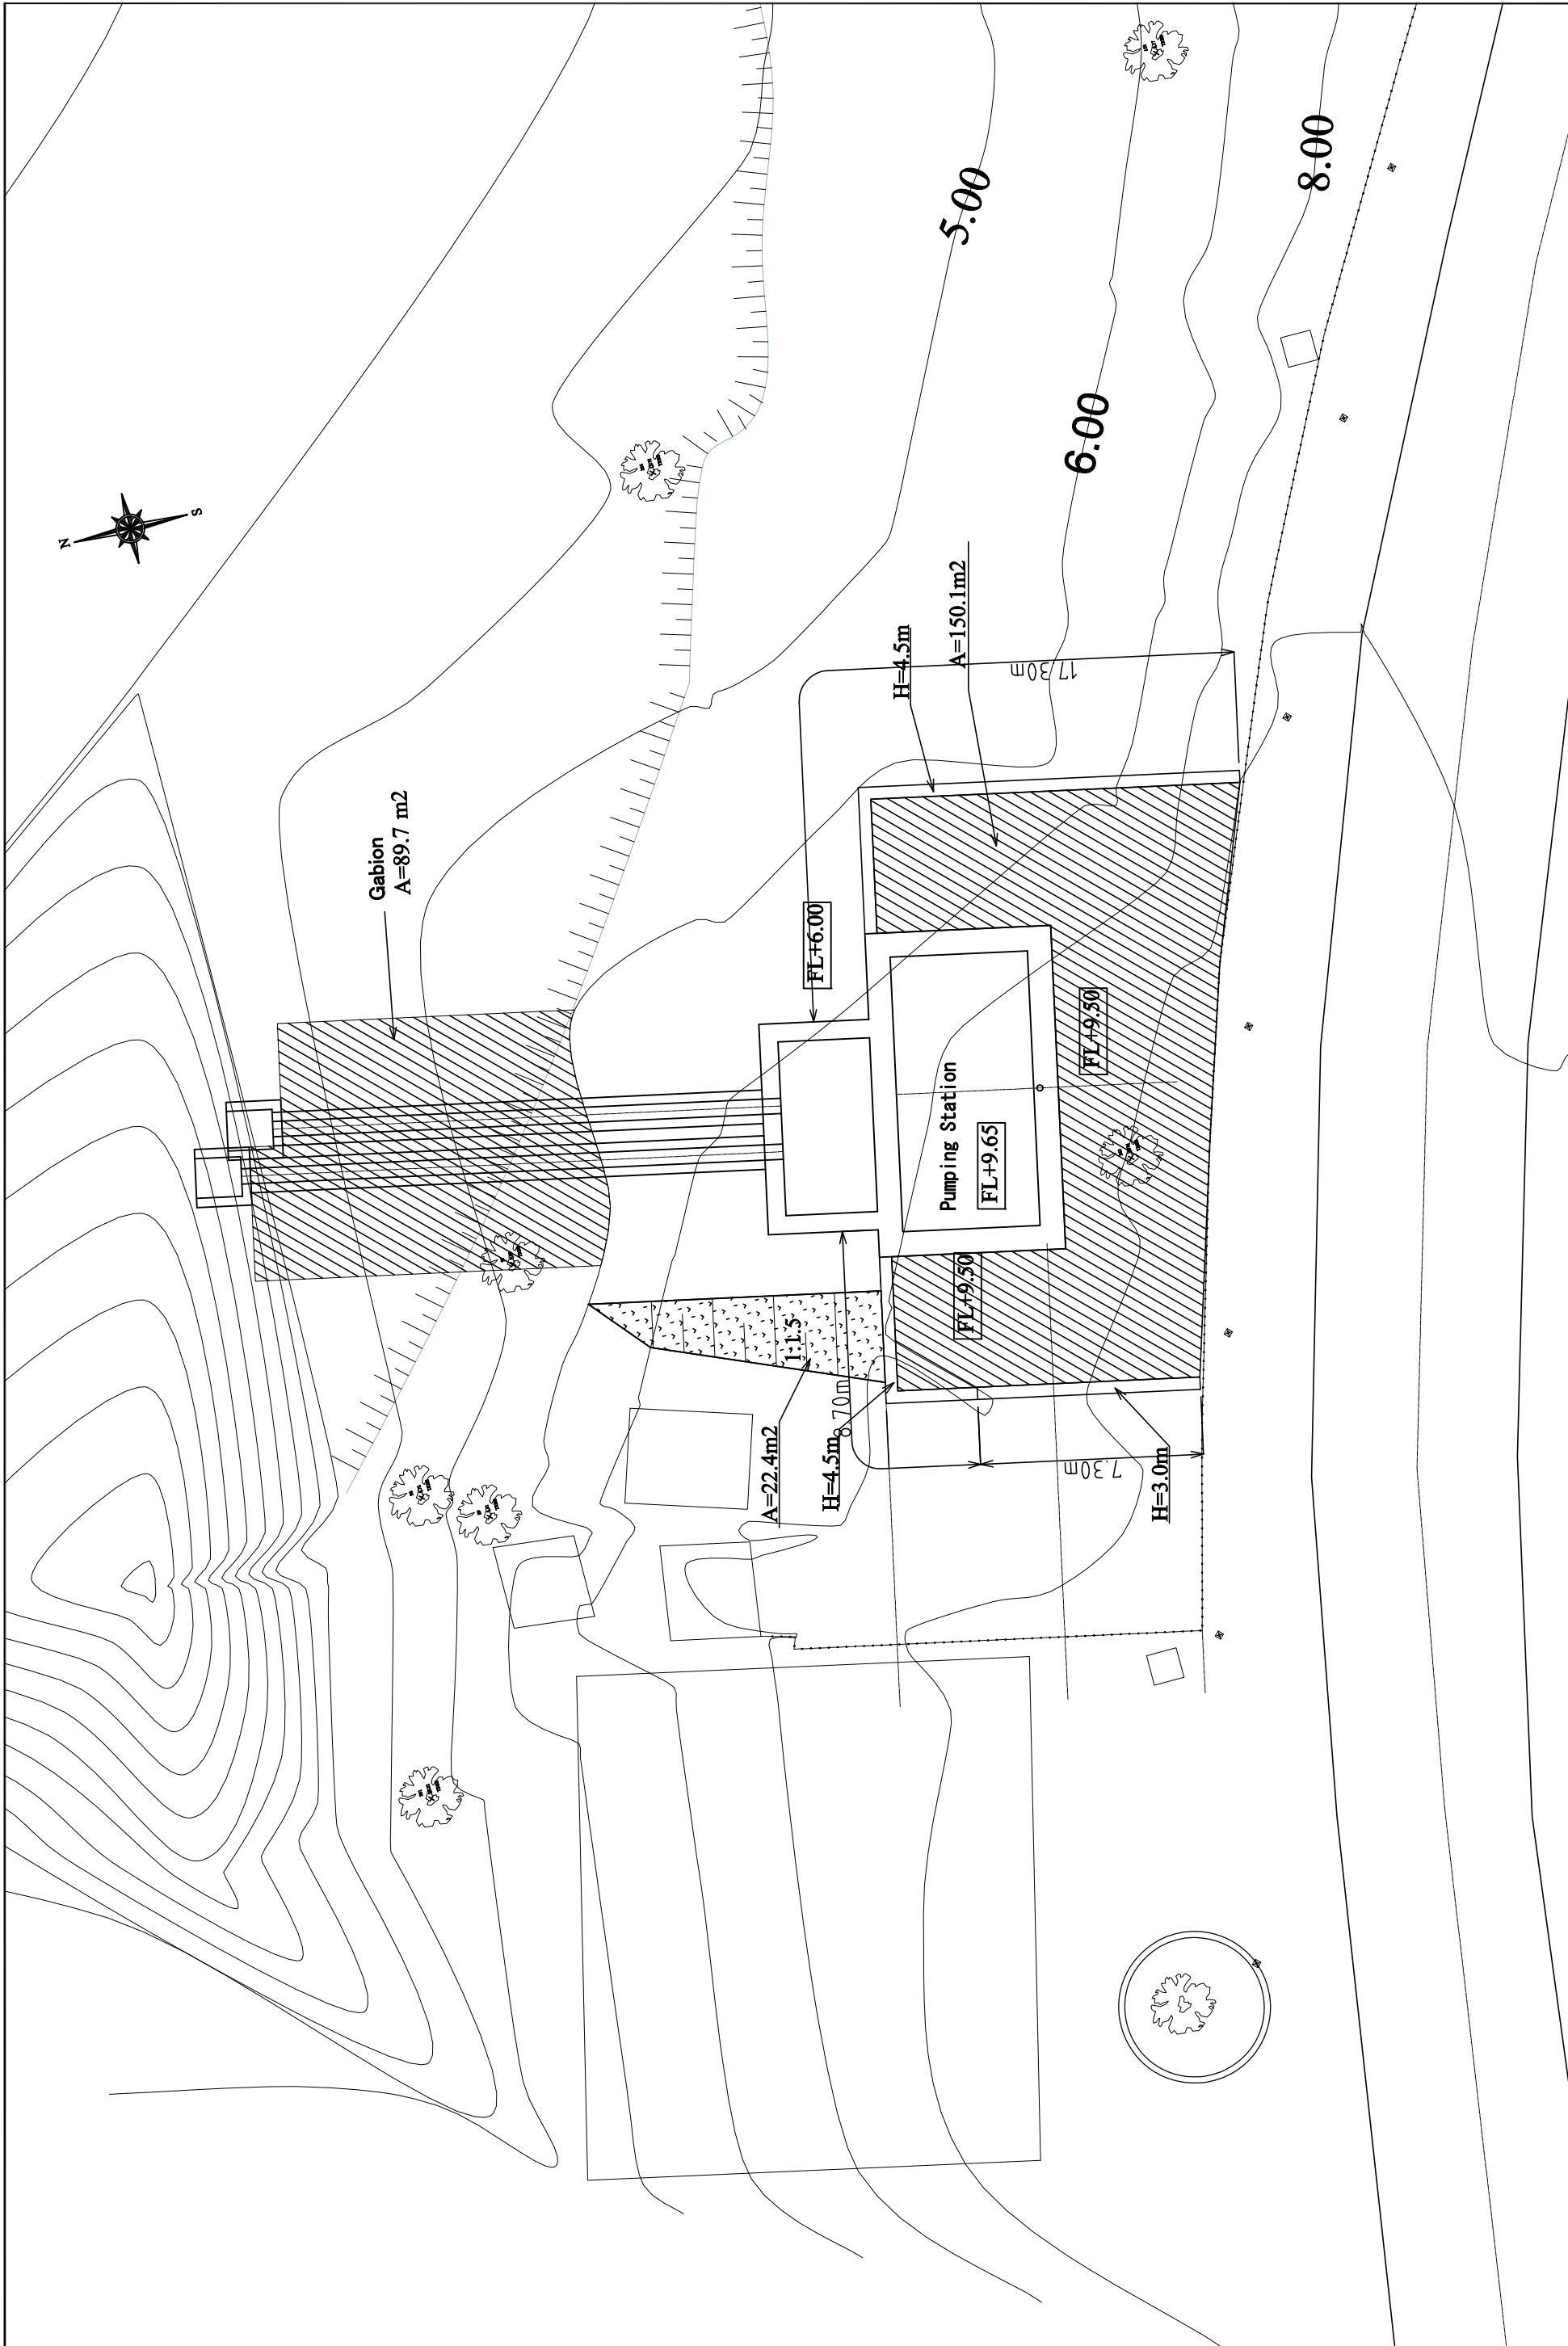 N
S
5.00
6.00
8.00
Gabion
A=89.7 m2
H=4.5m
A=150.1m2
17.30m
FL+6.00
FL+9.50
Pumping Station
FL+9.65
FL+9.50
1:1.5
A=22.4m2
H=4.5m
7.30m
H=3.0m